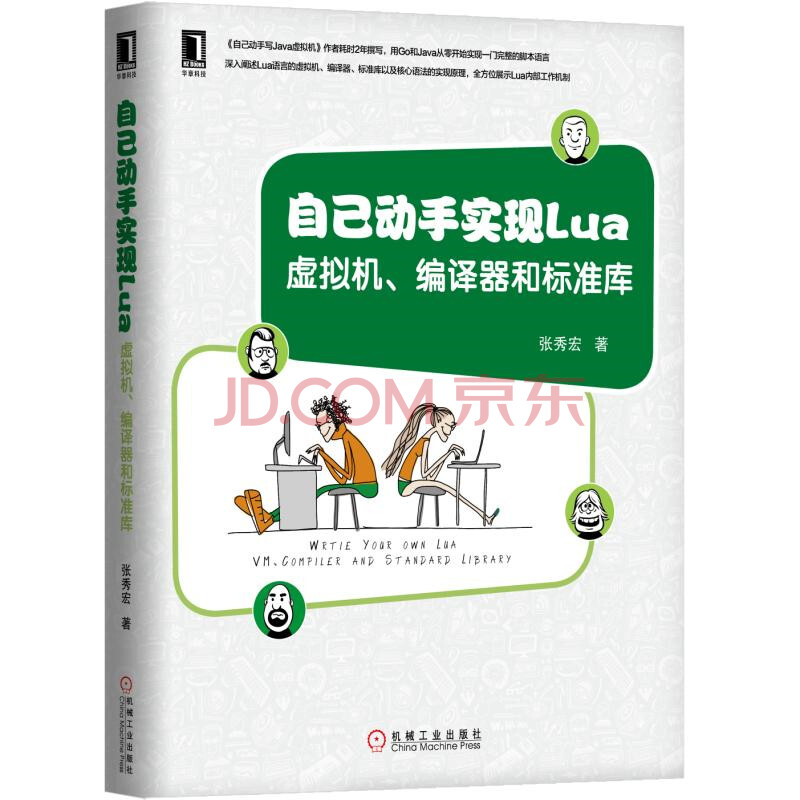 HZ Books
华章科技
自己动手实现Lua
虚拟机、编译器和标准库
张秀宏 著
机械工业出版社
China Machine Press
HZ Books
华章科技
《自己动手写Java虚拟机》作者耗时2年撰写,用Go和Java从零开始实现一门完整的脚本语言
深入阐述Lua语言的虚拟机、编译器、标准库以及核心语法的实现原理,全方位展示Lua内部工作机制
自己动手实现Lua
虚拟机、编译器和标准库
张秀宏 著
JD.COM 京东
WRTIE YOUR OWN LUA
VM、COMPILER AND STANDARD LIBRARY
机械工业出版社
China Machine Press